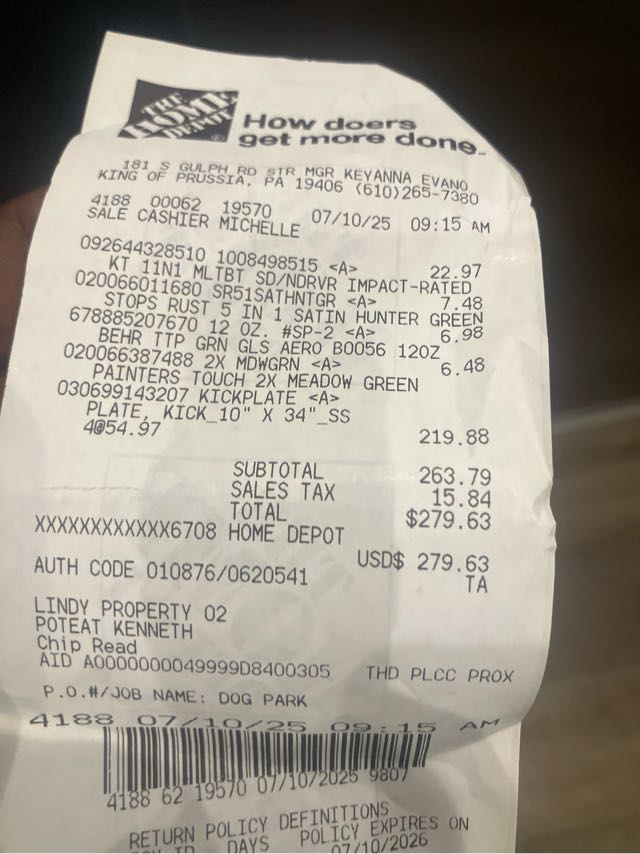 THE HOME DEPOT
How doers
get more done.
181 S GULPH RD STR MGR KEYANNA EVANO
KING OF PRUSSIA, PA 19406 (610)265-7380
4188 00062 19570 07/10/25 09:15 AM
SALE CASHIER MICHELLE
092644328510 1008498515 <A> 22.97
KT 11N1 MLTBT SD/NDRVR IMPACT-RATED
020066011680 SR51SATHNTGR <A> 7.48
STOPS RUST 5 IN 1 SATIN HUNTER GREEN
678885207670 12 OZ. #SP-2 <A> 6.98
BEHR TTP GRN GLS AERO B0056 12OZ
020066387488 2X MDWGRN <A> 6.48
PAINTERS TOUCH 2X MEADOW GREEN
030699143207 KICKPLATE <A>
PLATE, KICK_10" X 34"_SS
4@54.97 219.88
SUBTOTAL 263.79
SALES TAX 15.84
TOTAL $279.63
XXXXXXXXXXXX6708 HOME DEPOT
USD$ 279.63
AUTH CODE 010876/0620541 TA
LINDY PROPERTY 02
POTEAT KENNETH
Chip Read
AID A0000000049999D8400305 THD PLCC PROX
P.O.#/JOB NAME: DOG PARK
4188 07/10/25 09:15 AM
4188 62 19570 07/10/2025 9807
RETURN POLICY DEFINITIONS
DAYS POLICY EXPIRES ON
07/10/2026